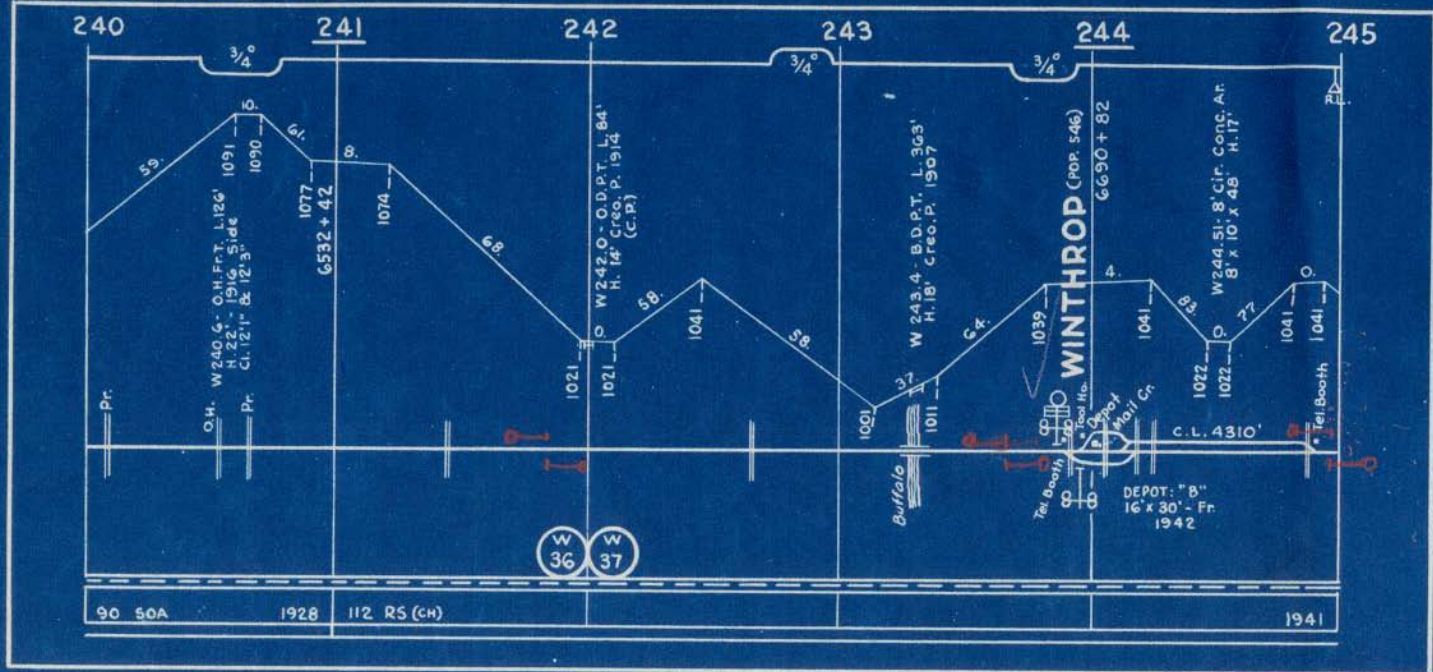 240 241 242 243 244 245
3/4° 3/4° 3/4°
R.L.
59. 10. 61. 8. 68. 0. 58. 58. 37. 64. 4. 83. 0. 77. 0.
1091 1090 1077 1074 1021 1021 1041 1001 1011 1039 1041 1022 1022 1041 1041
W240.6 - O.H.Fr.T. L.126'
H.22' - 1916 Side
Cl. 12'1" & 12'3"
6532 + 42
W242.0 - O.D.P.T. L.84'
H. 14' Creo. P. 1914
(C.P.)
W 243.4 - B.D.P.T. L. 363'
H.18' Creo.P. 1907
WINTHROP (POP. 546)
6690 + 82
W244.51 - 8' Cir. Conc. Ar.
8' x 10' x 48' H.17'
Pr.
O.H.
Pr.
Buffalo
Tel. Booth
Tool Ho.
Depot
P.
Mail Cr.
C.L. 4310'
Tel. Booth
DEPOT: "B"
16' x 30' - Fr.
1942
W 36
W 37
90 SOA 1928 112 RS (CH) 1941